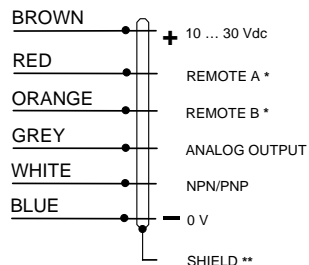 BROWN
+ 10 … 30 Vdc
RED
REMOTE A *
ORANGE
REMOTE B *
GREY
ANALOG OUTPUT
WHITE
NPN/PNP
BLUE
− 0 V
SHIELD **